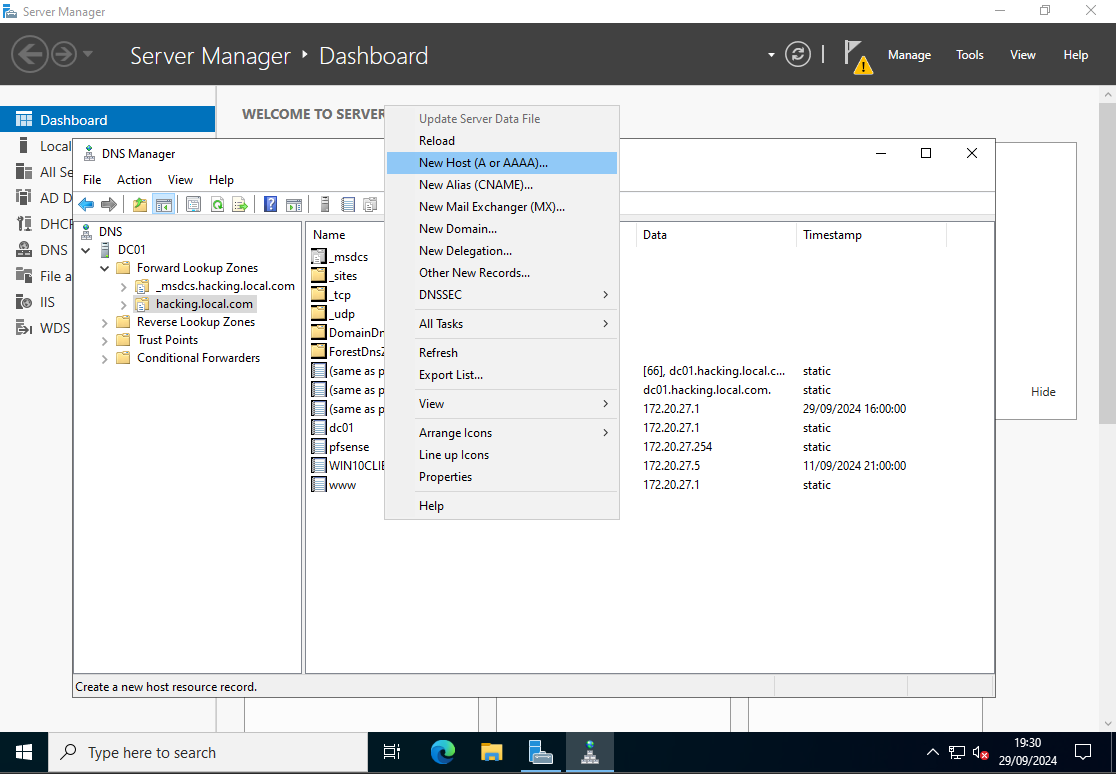 Server Manager
Server Manager ‣ Dashboard
Manage Tools View Help
WELCOME TO SERVER
Dashboard
Local
All Se
AD D
DHCP
DNS
File a
IIS
WDS
DNS Manager
File Action View Help
DNS
DC01
Forward Lookup Zones
_msdcs.hacking.local.com
hacking.local.com
Reverse Lookup Zones
Trust Points
Conditional Forwarders
Name Data Timestamp
_msdcs
_sites
_tcp
_udp
DomainDn
ForestDnsZ
(same as p [66], dc01.hacking.local.c... static
(same as p dc01.hacking.local.com. static
(same as p 172.20.27.1 29/09/2024 16:00:00
dc01 172.20.27.1 static
pfsense 172.20.27.254 static
WIN10CLIE 172.20.27.5 11/09/2024 21:00:00
www 172.20.27.1 static
Update Server Data File
Reload
New Host (A or AAAA)...
New Alias (CNAME)...
New Mail Exchanger (MX)...
New Domain...
New Delegation...
Other New Records...
DNSSEC
All Tasks
Refresh
Export List...
View
Arrange Icons
Line up Icons
Properties
Help
Hide
Create a new host resource record.
Type here to search
19:30
29/09/2024